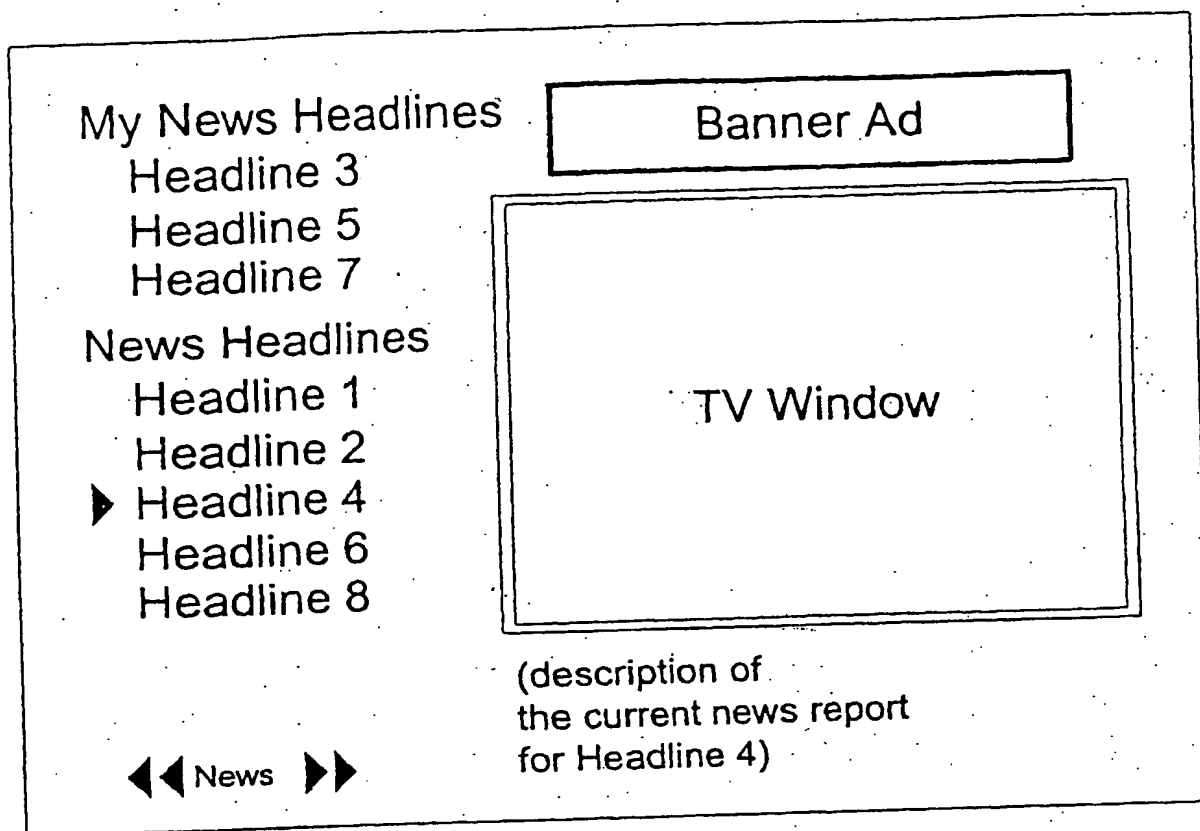 My News Headlines
Headline 3
Headline 5
Headline 7
News Headlines
Headline 1
Headline 2
Headline 4
Headline 6
Headline 8
News
Banner Ad
TV Window
(description of
the current news report
for Headline 4)